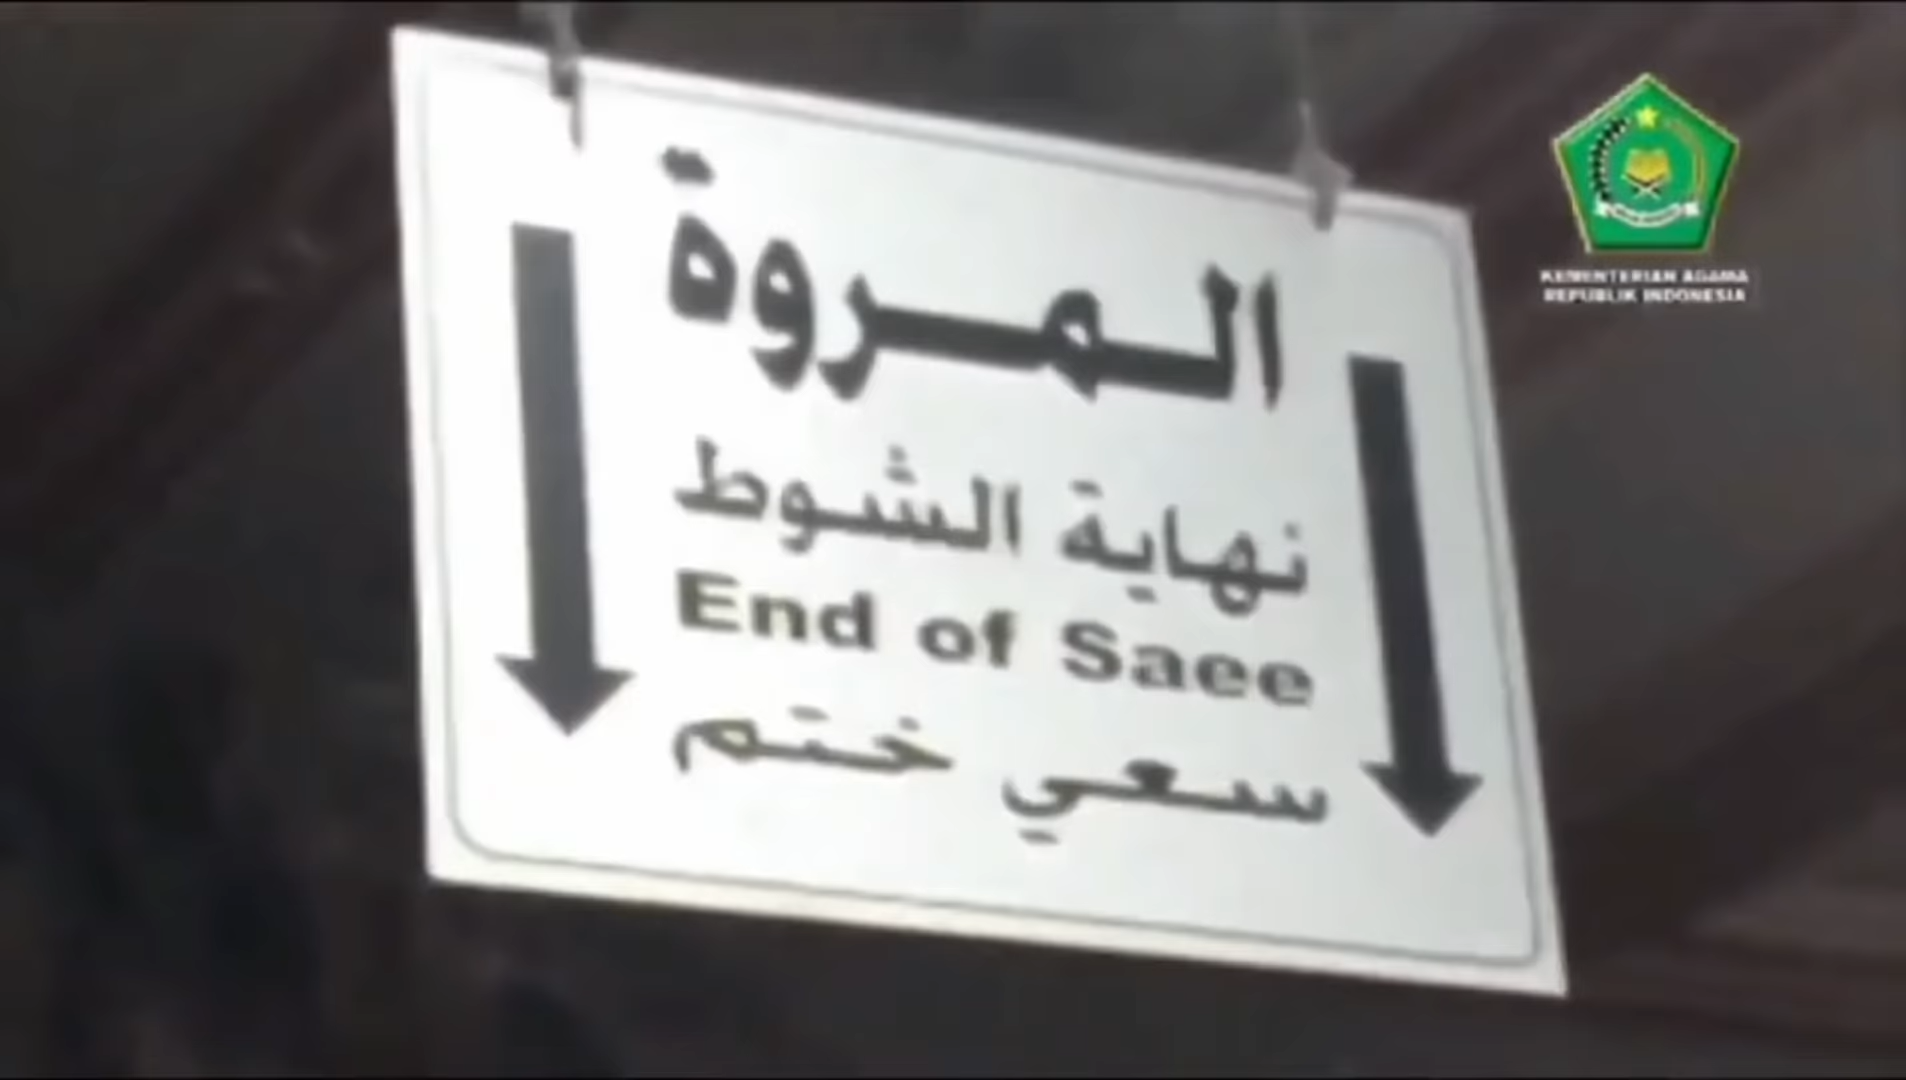 المروة
نهاية الشوط
End of Saee
سعي ختم
KEMENTERIAN AGAMA
REPUBLIK INDONESIA